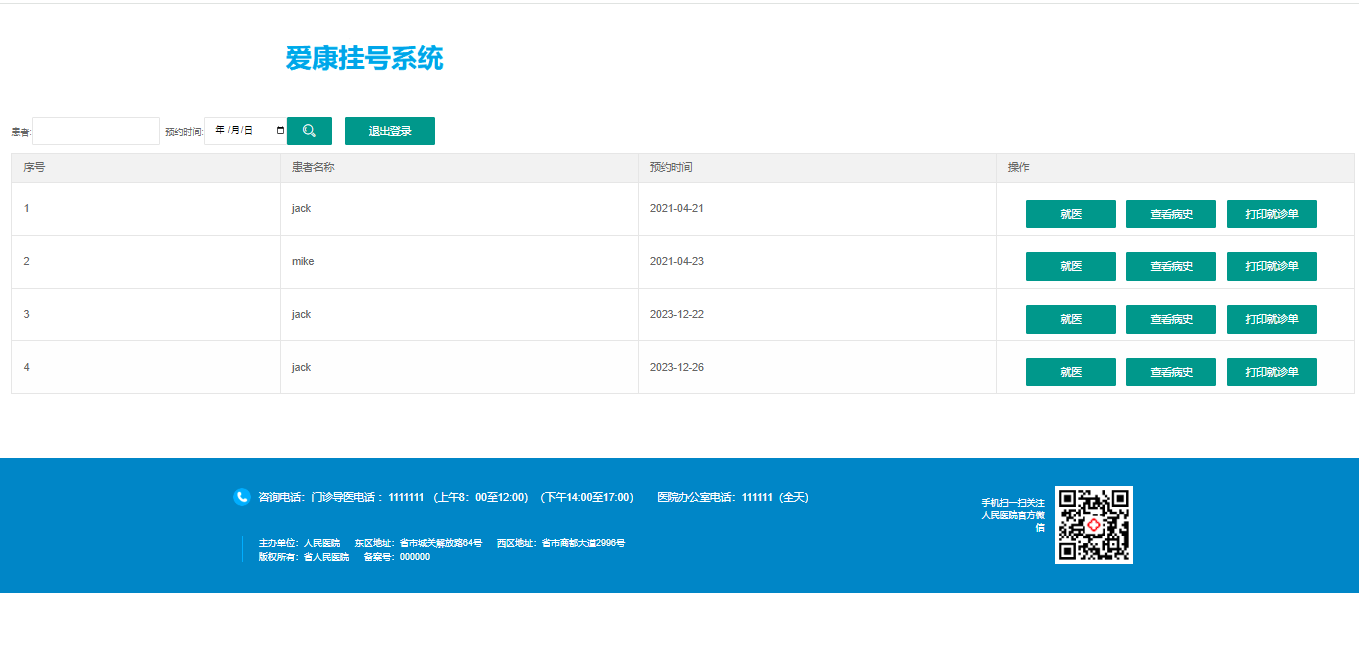 爱康挂号系统
患者: 预约时间: 年 /月/日 退出登录
序号 患者名称 预约时间 操作
1 jack 2021-04-21 就医 查看病史 打印就诊单
2 mike 2021-04-23 就医 查看病史 打印就诊单
3 jack 2023-12-22 就医 查看病史 打印就诊单
4 jack 2023-12-26 就医 查看病史 打印就诊单
咨询电话：门诊导医电话 ：1111111 （上午8：00至12:00） （下午14:00至17:00） 医院办公室电话：111111（全天）
主办单位：人民医院 东区地址：省市城关解放路64号 西区地址：省市商都大道2996号
版权所有：省人民医院 备案号：000000
手机扫一扫关注
人民医院官方微
信